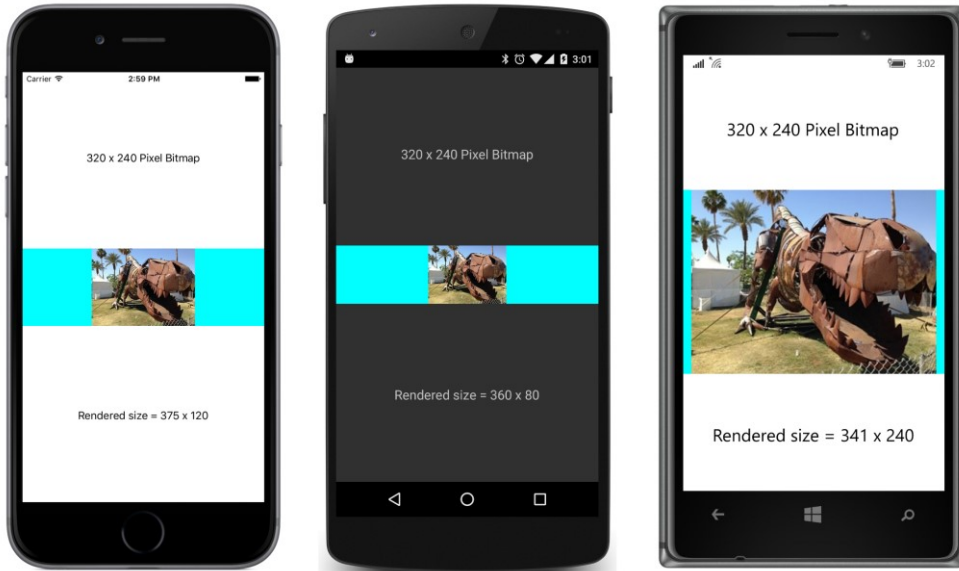 Carrier 2:59 PM
320 x 240 Pixel Bitmap
Rendered size = 375 x 120
3:01
320 x 240 Pixel Bitmap
Rendered size = 360 x 80
3:02
320 x 240 Pixel Bitmap
Rendered size = 341 x 240